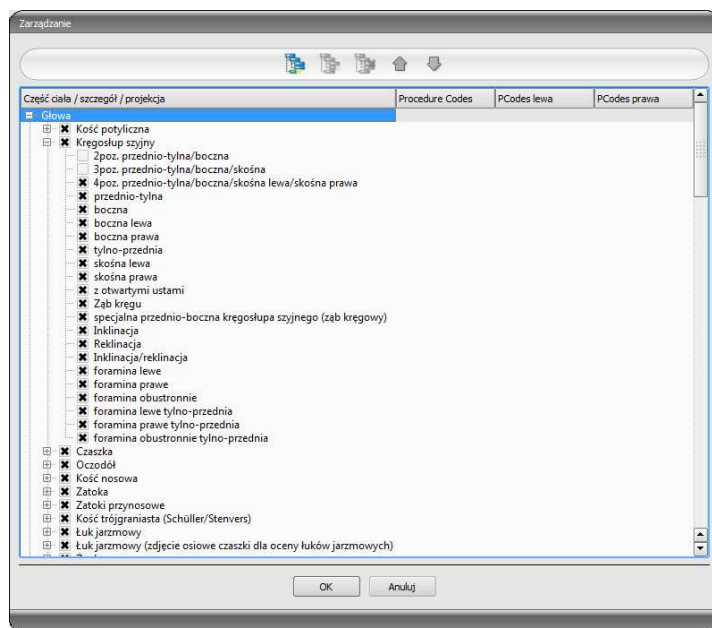 Zarządzanie
Część ciała / szczegół / projekcja Procedure Codes PCodes lewa PCodes prawa
Głowa
Kość potyliczna
Kręgosłup szyjny
2poz. przednio-tylna/boczna
3poz. przednio-tylna/boczna/skośna
4poz. przednio-tylna/boczna/skośna lewa/skośna prawa
przednio-tylna
boczna
boczna lewa
boczna prawa
tylno-przednia
skośna lewa
skośna prawa
z otwartymi ustami
Ząb kręgu
specjalna przednio-boczna kręgosłupa szyjnego (ząb kręgowy)
Inklinacja
Reklinacja
Inklinacja/reklinacja
foramina lewe
foramina prawe
foramina obustronnie
foramina lewe tylno-przednia
foramina prawe tylno-przednia
foramina obustronnie tylno-przednia
Czaszka
Oczodół
Kość nosowa
Zatoka
Zatoki przynosowe
Kość trójgraniasta (Schüller/Stenvers)
Łuk jarzmowy
Łuk jarzmowy (zdjęcie osiowe czaszki dla oceny łuków jarzmowych)
OK Anuluj